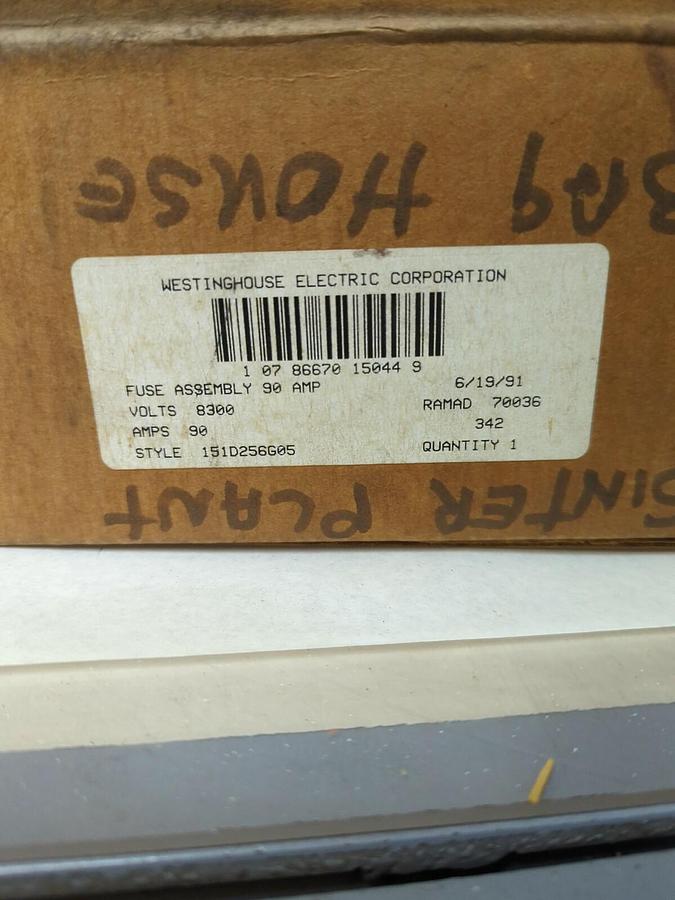 BAg HOUSE
WESTINGHOUSE ELECTRIC CORPORATION
1 07 86670 15044 9
FUSE ASSEMBLY 90 AMP 6/19/91
VOLTS 8300 RAMAD 70036
AMPS 90 342
STYLE 151D256G05 QUANTITY 1
SINTER PLANT